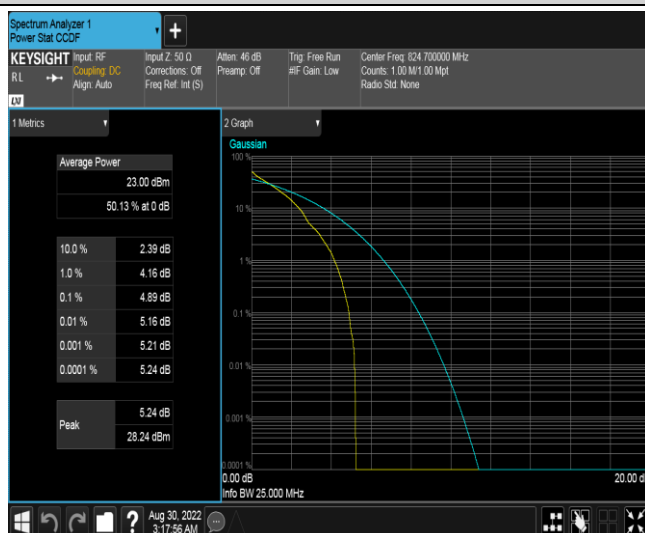 Spectrum Analyzer 1
Power Stat CCDF
+
KEYSIGHT
RL
Input: RF
Coupling: DC
Align: Auto
Input Z: 50 Ω
Corrections: Off
Freq Ref: Int (S)
Atten: 46 dB
Preamp: Off
Trig: Free Run
#IF Gain: Low
Center Freq: 824.700000 MHz
Counts: 1.00 M/1.00 Mpt
Radio Std: None
LXI
1 Metrics
Average Power
23.00 dBm
50.13 % at 0 dB
10.0 % 2.39 dB
1.0 % 4.16 dB
0.1 % 4.89 dB
0.01 % 5.16 dB
0.001 % 5.21 dB
0.0001 % 5.24 dB
Peak
5.24 dB
28.24 dBm
2 Graph
Gaussian
100 %
10 %
1 %
0.1 %
0.01 %
0.001 %
0.0001 %
0.00 dB
20.00 d
Info BW 25.000 MHz
?
Aug 30, 2022
3:17:56 AM